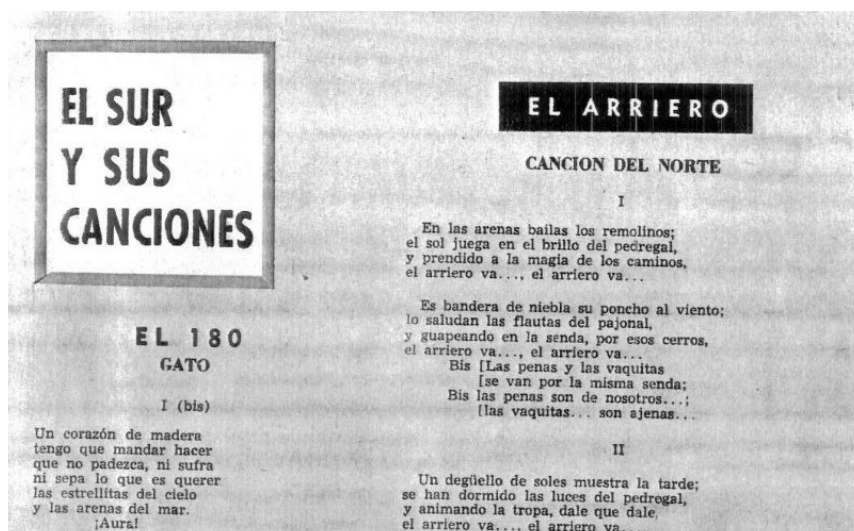 EL SUR
Y SUS
CANCIONES
EL 180
GATO
I (bis)
Un corazón de madera
tengo que mandar hacer
que no padezca, ni sufra
ni sepa lo que es querer
las estrellitas del cielo
y las arenas del mar.
¡Aura!
EL ARRIERO
CANCION DEL NORTE
I
En las arenas bailas los remolinos;
el sol juega en el brillo del pedregal,
y prendido a la magia de los caminos,
el arriero va..., el arriero va...
Es bandera de niebla su poncho al viento;
lo saludan las flautas del pajonal,
y guapeando en la senda, por esos cerros,
el arriero va..., el arriero va...
Bis [Las penas y las vaquitas
[se van por la misma senda;
Bis las penas son de nosotros...;
[las vaquitas... son ajenas...
II
Un degüello de soles muestra la tarde;
se han dormido las luces del pedregal,
y animando la tropa, dale que dale,
el arriero va..., el arriero va...